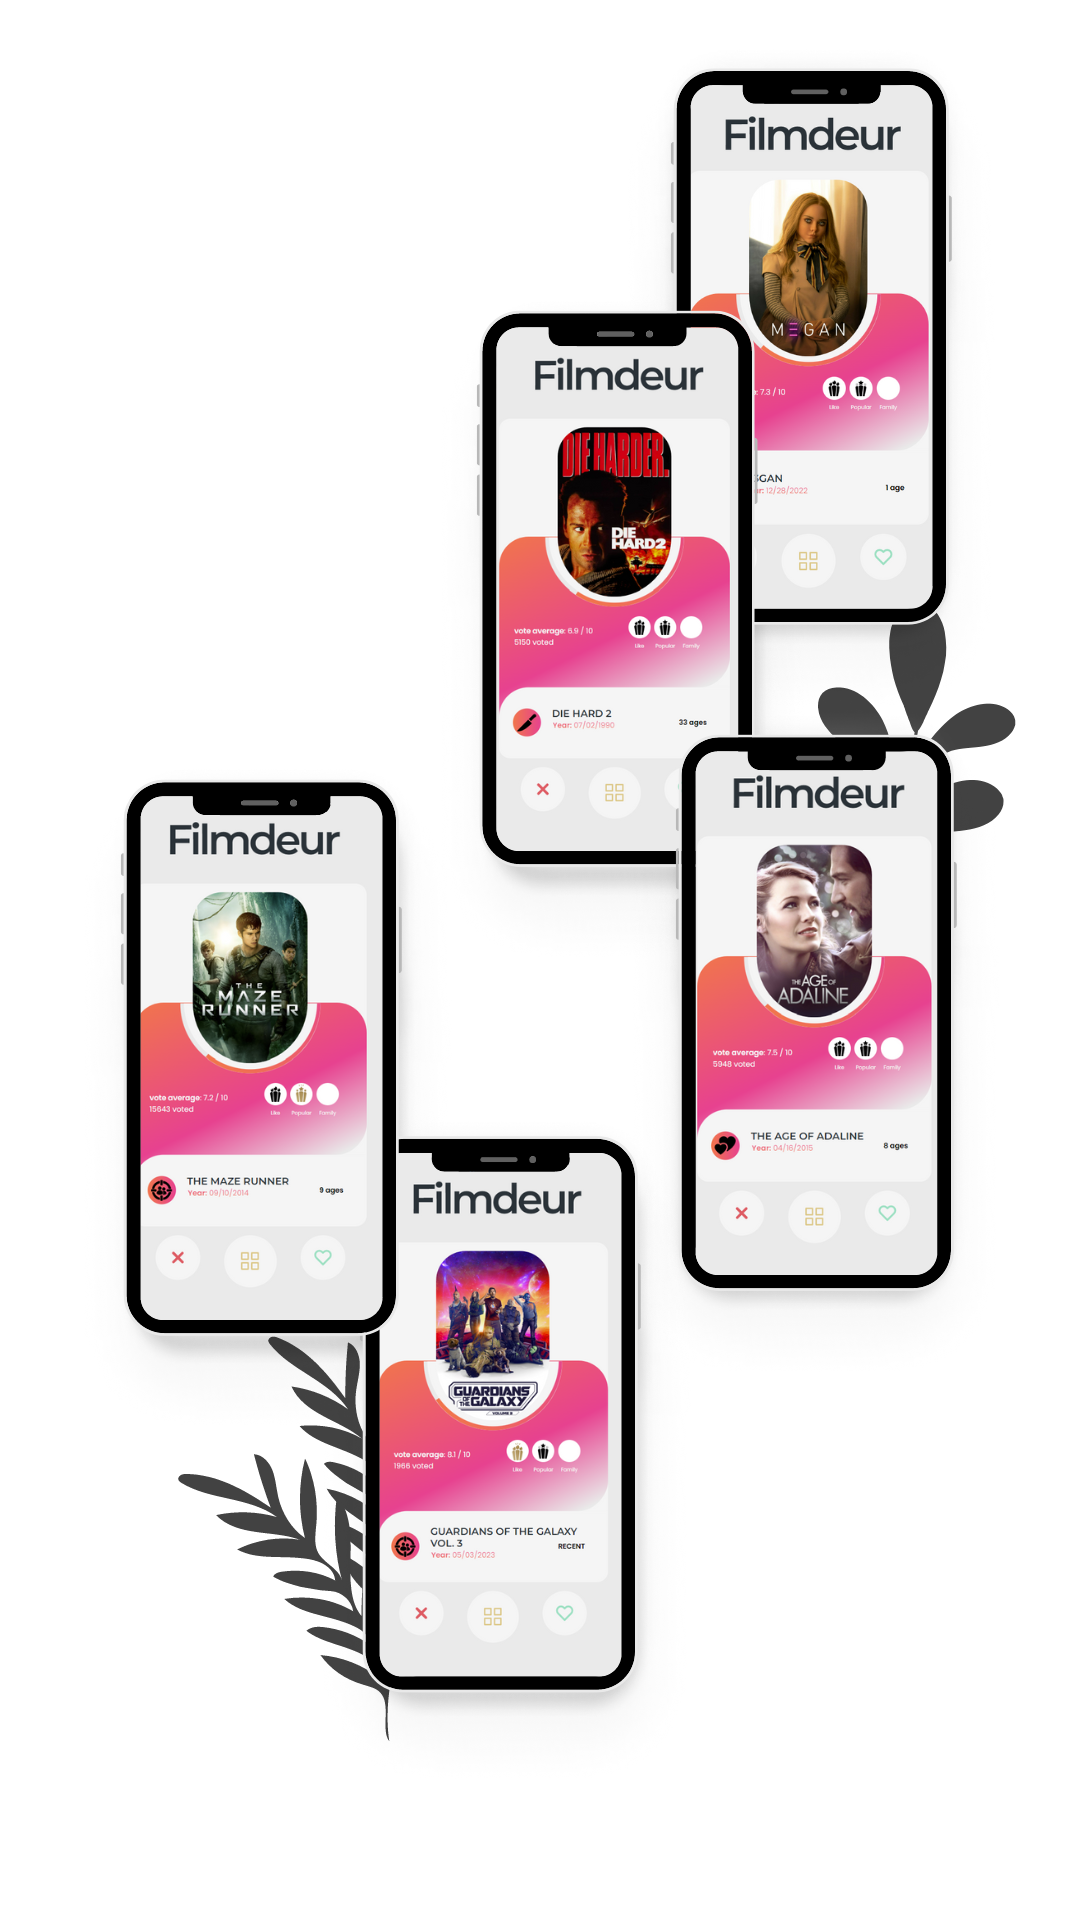 Filmdeur
MEGAN
7.3 / 10
Like Popular Family
12/28/2022
1 age
Filmdeur
DIE HARDER.
DIE
HARD2
vote average: 6.9 / 10
5150 voted
Like Popular Family
DIE HARD 2
Year: 07/02/1990
33 ages
Filmdeur
THE AGE OF
ADALINE
vote average: 7.5 / 10
5948 voted
Like Popular Family
THE AGE OF ADALINE
Year: 04/16/2015
8 ages
Filmdeur
THE
MAZE
RUNNER
vote average: 7.2 / 10
15643 voted
Like Popular Family
THE MAZE RUNNER
Year: 09/10/2014
9 ages
Filmdeur
GUARDIANS
OF THE GALAXY
VOLUME 3
vote average: 8.1 / 10
1966 voted
Like Popular Family
GUARDIANS OF THE GALAXY
VOL. 3
Year: 05/03/2023
RECENT